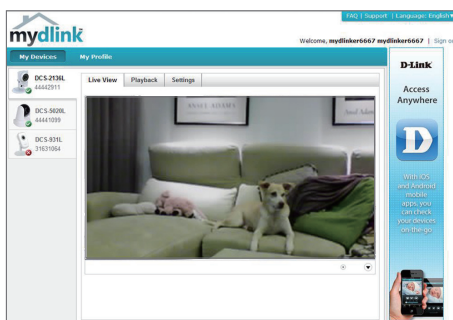 FAQ | Support | Language: English
mydlink
Welcome, mydlinker6667 mydlinker6667 | Sign
My Devices
My Profile
DCS-2136L
44442911
DCS-5020L
44441099
DCS-931L
31631064
Live View
Playback
Settings
ANSEL ADAMS
D-Link
Access
Anywhere
D
With iOS
and Android
mobile
apps, you
can check
your devices
on-the-go